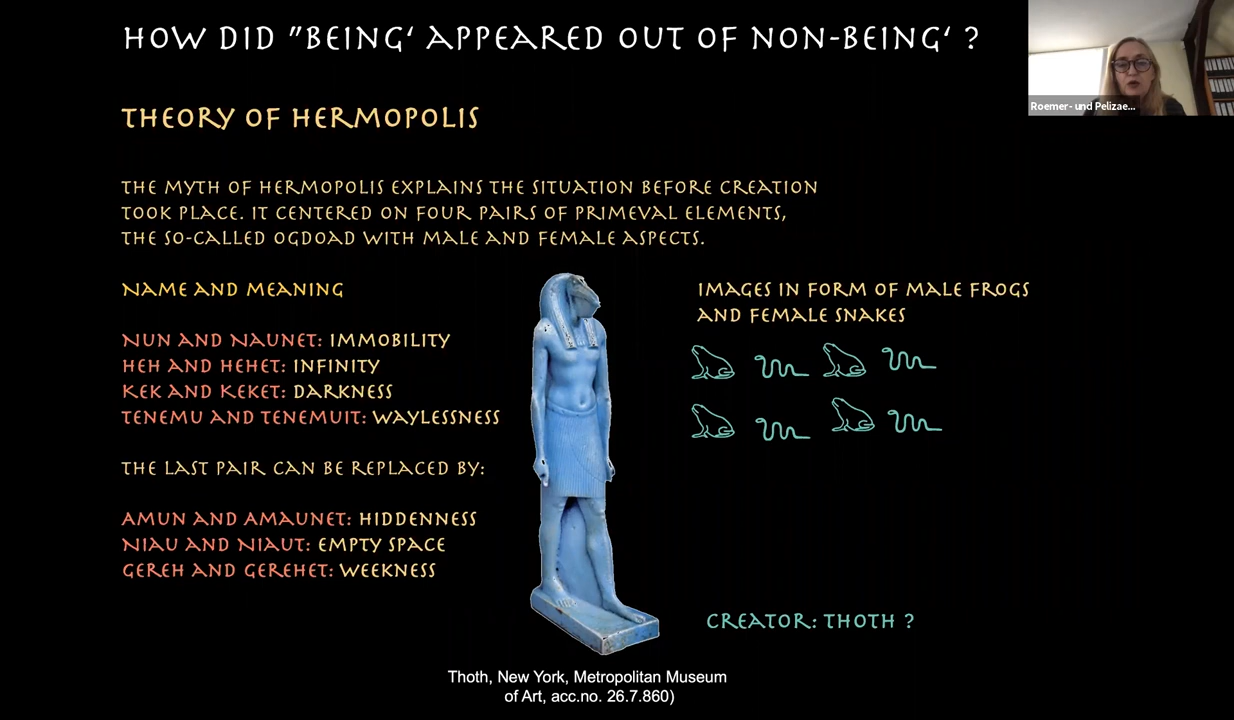 HOW DID "BEING‘ APPEARED OUT OF NON-BEING‘ ?
Roemer- und Pelizae...
THEORY OF HERMOPOLIS
THE MYTH OF HERMOPOLIS EXPLAINS THE SITUATION BEFORE CREATION
TOOK PLACE. IT CENTERED ON FOUR PAIRS OF PRIMEVAL ELEMENTS,
THE SO-CALLED OGDOAD WITH MALE AND FEMALE ASPECTS.
NAME AND MEANING
NUN AND NAUNET: IMMOBILITY
HEH AND HEHET: INFINITY
KEK AND KEKET: DARKNESS
TENEMU AND TENEMUIT: WAYLESSNESS
THE LAST PAIR CAN BE REPLACED BY:
AMUN AND AMAUNET: HIDDENNESS
NIAU AND NIAUT: EMPTY SPACE
GEREH AND GEREHET: WEEKNESS
IMAGES IN FORM OF MALE FROGS
AND FEMALE SNAKES
CREATOR: THOTH ?
Thoth, New York, Metropolitan Museum
of Art, acc.no. 26.7.860)